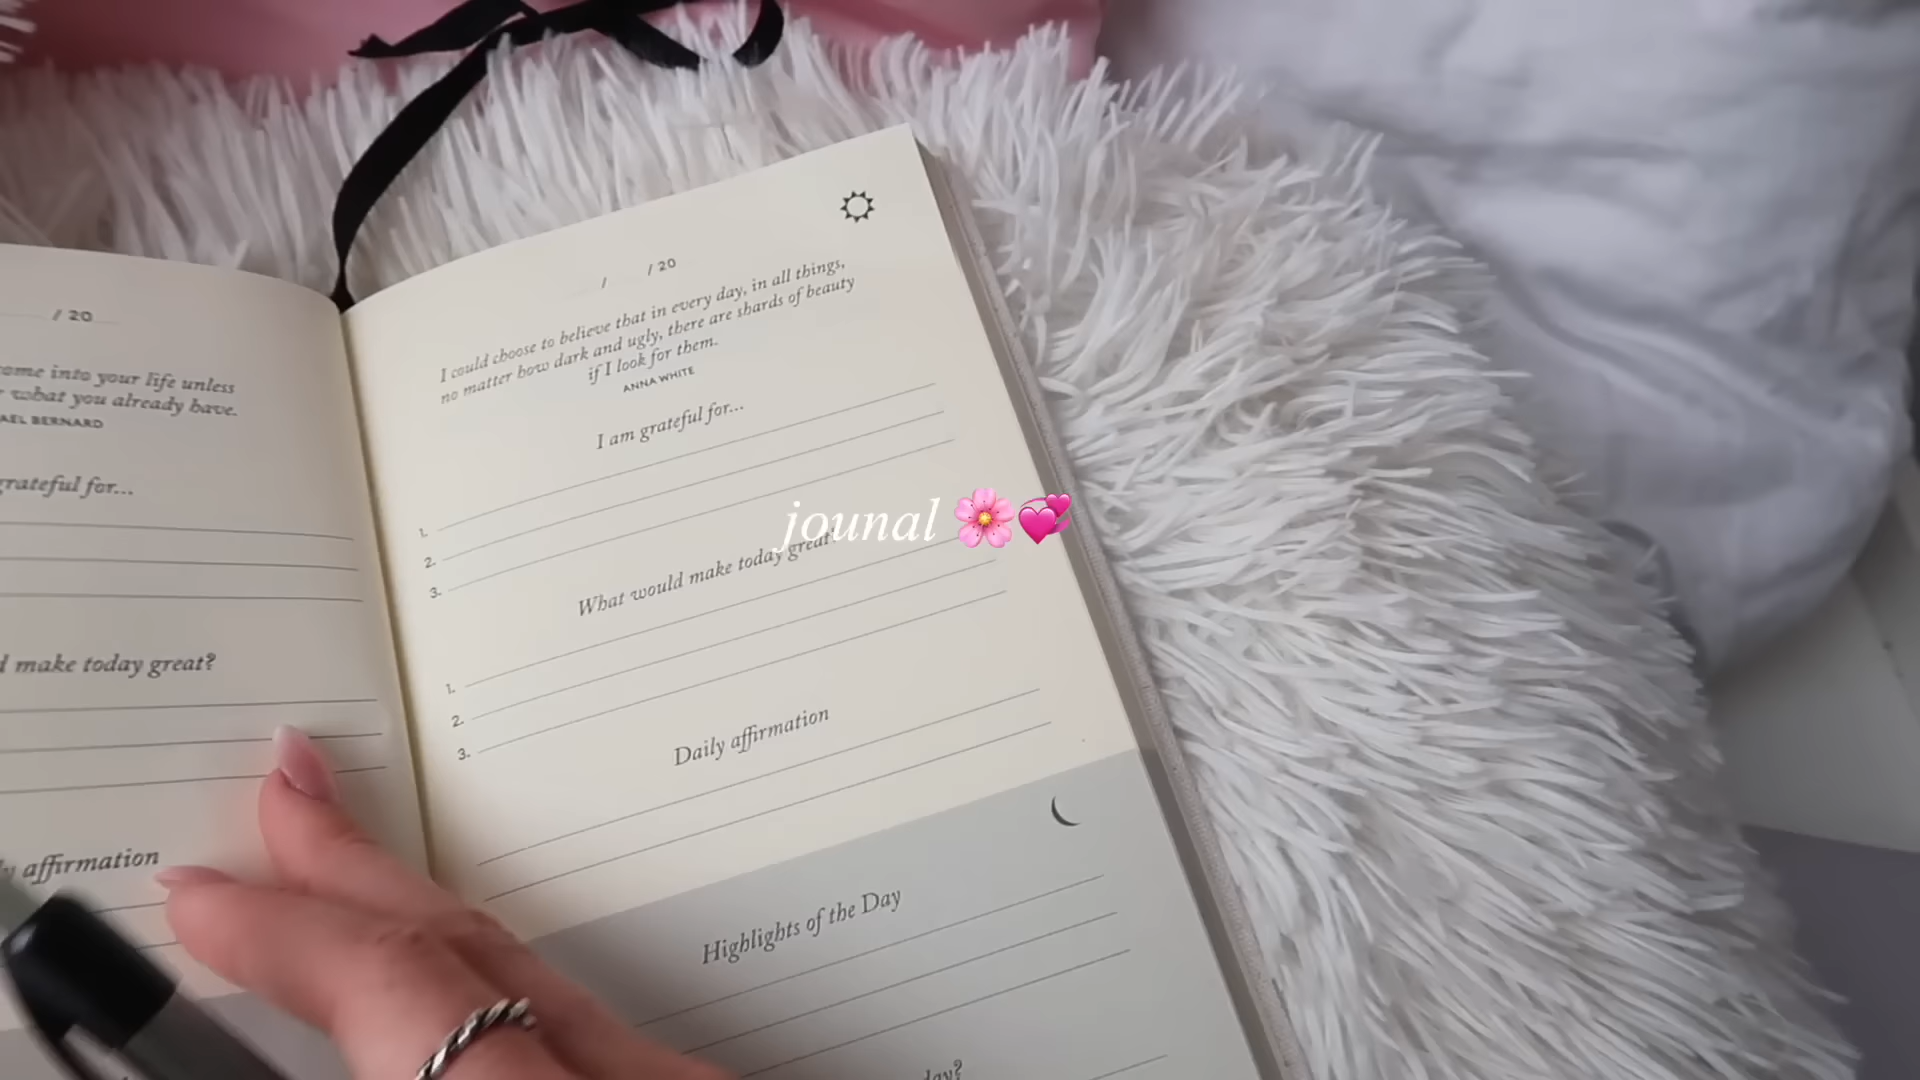 / 20
ome into your life unless
what you already have.
AEL BERNARD
grateful for...
make today great?
affirmation
/ / 20
I could choose to believe that in every day, in all things,
no matter how dark and ugly, there are shards of beauty
if I look for them.
ANNA WHITE
I am grateful for...
1.
2.
3.
jounal 🌸💞
What would make today great?
1.
2.
3.
Daily affirmation
Highlights of the Day
day?